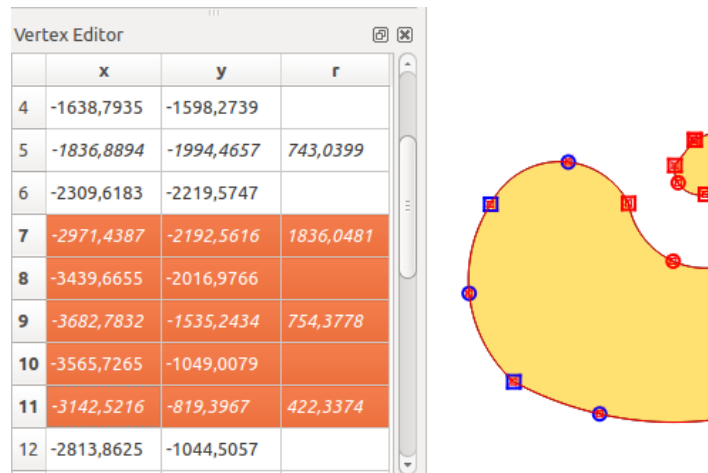 Vertex Editor
x y r
4 -1638,7935 -1598,2739
5 -1836,8894 -1994,4657 743,0399
6 -2309,6183 -2219,5747
7 -2971,4387 -2192,5616 1836,0481
8 -3439,6655 -2016,9766
9 -3682,7832 -1535,2434 754,3778
10 -3565,7265 -1049,0079
11 -3142,5216 -819,3967 422,3374
12 -2813,8625 -1044,5057